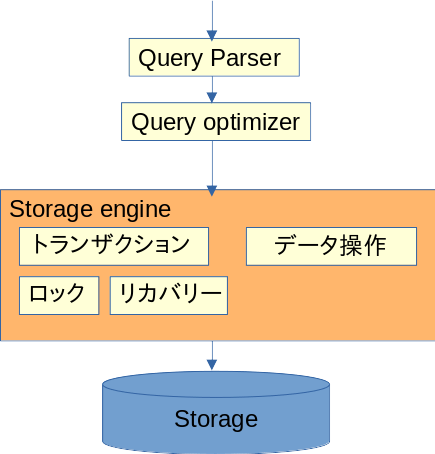 Query Parser
Query optimizer
Storage engine
トランザクション
データ操作
ロック
リカバリー
Storage